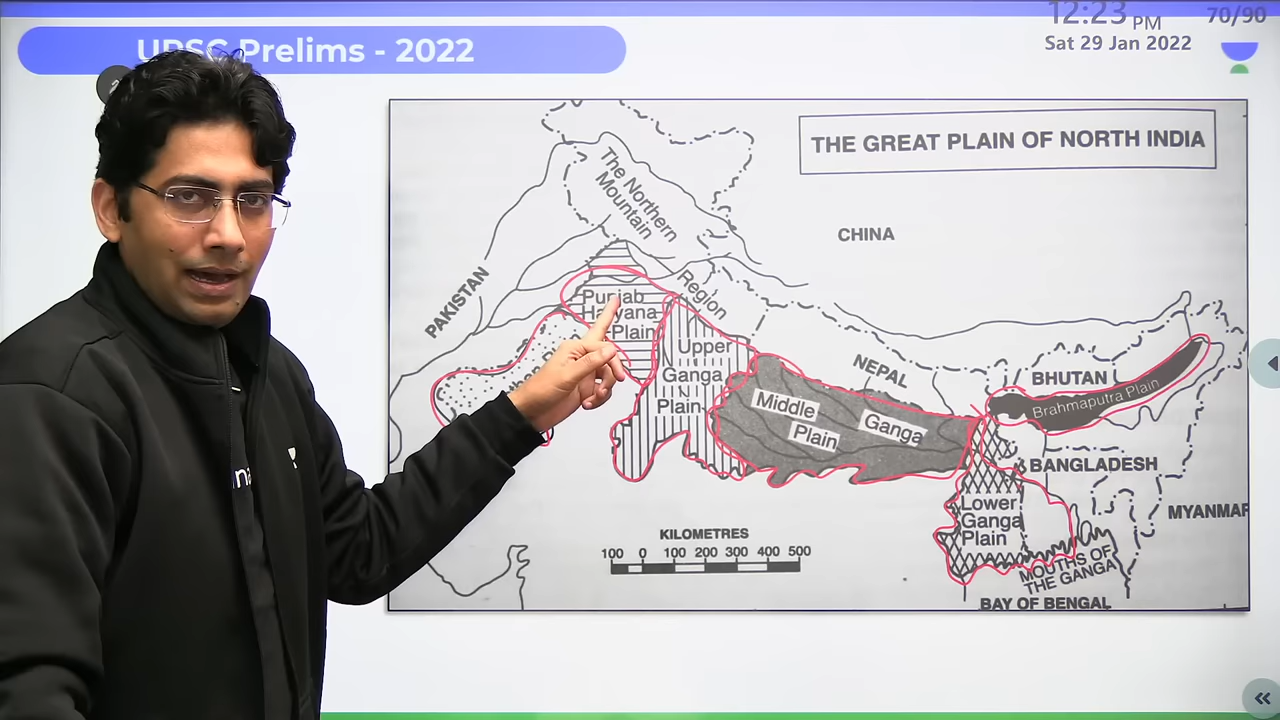 UPSC Prelims - 2022
12:23 PM
70/90
Sat 29 Jan 2022
THE GREAT PLAIN OF NORTH INDIA
The Northern
Mountain
Region
CHINA
PAKISTAN
Punjab
Haryana
Plain
Upper
Ganga
Plain
NEPAL
Middle
Ganga
Plain
BHUTAN
Brahmaputra Plain
BANGLADESH
MYANMAR
Lower
Ganga
Plain
MOUTHS OF
THE GANGA
BAY OF BENGAL
KILOMETRES
100 0 100 200 300 400 500